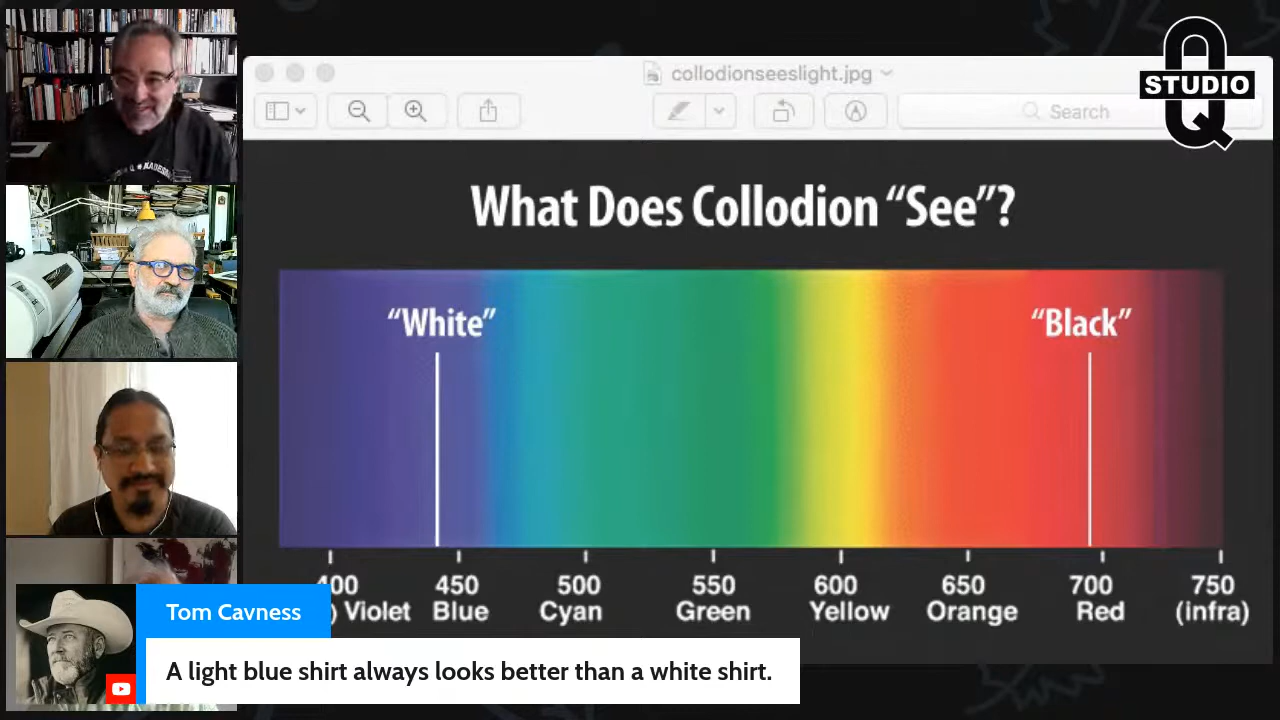 collodionseeslight.jpg
Search
STUDIO
Q
What Does Collodion “See”?
“White”
“Black”
400 450 500 550 600 650 700 750
) Violet Blue Cyan Green Yellow Orange Red (infra)
Tom Cavness
A light blue shirt always looks better than a white shirt.